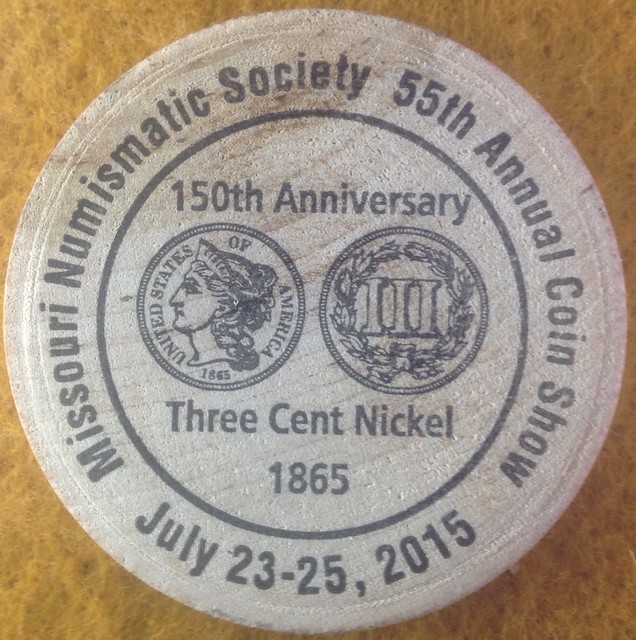 Missouri Numismatic Society 55th Annual Coin Show
150th Anniversary
UNITED STATES OF AMERICA
1865
III
Three Cent Nickel
1865
July 23-25, 2015